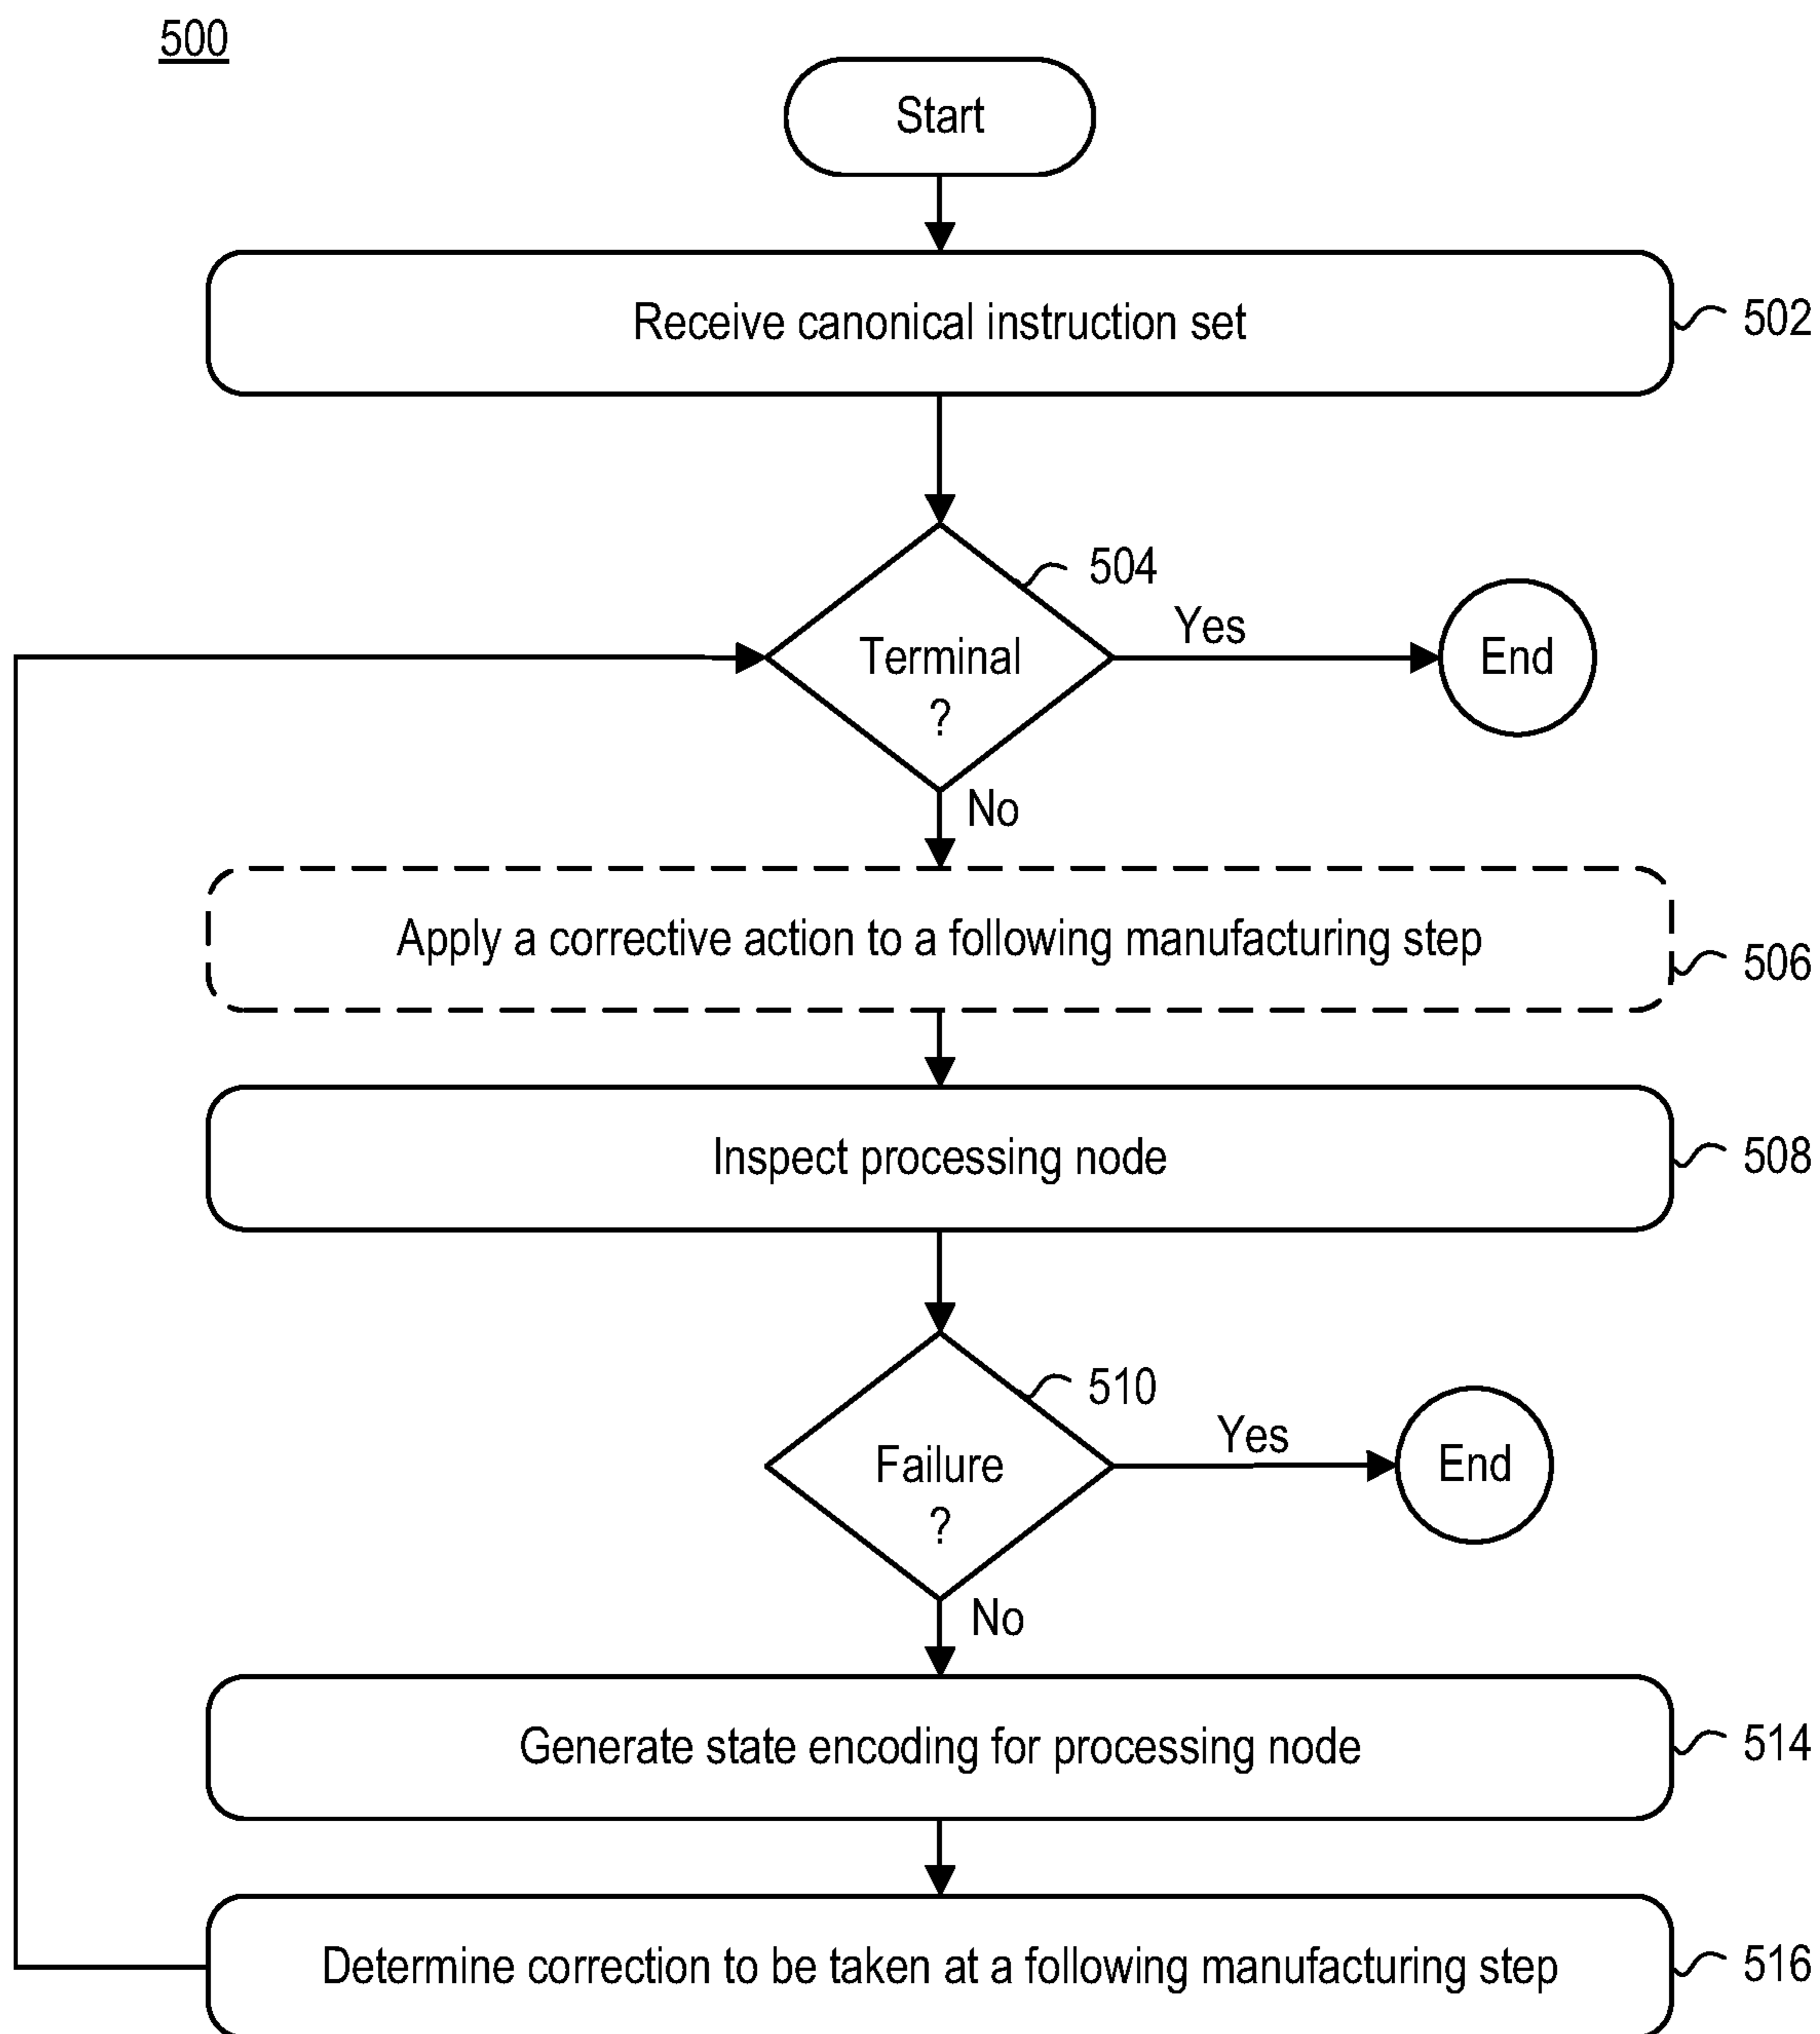 500
Start
Receive canonical instruction set
502
504
Terminal
?
Yes
End
No
Apply a corrective action to a following manufacturing step
506
Inspect processing node
508
510
Failure
?
Yes
End
No
Generate state encoding for processing node
514
Determine correction to be taken at a following manufacturing step
516